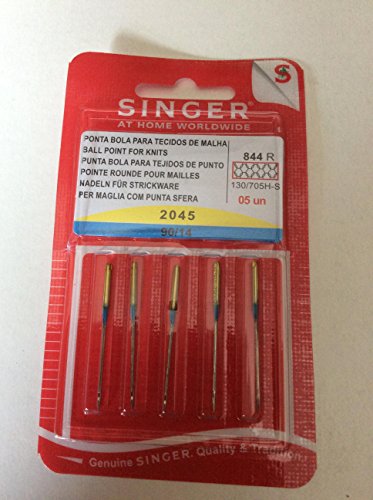 S
SINGER
AT HOME WORLDWIDE
PONTA BOLA PARA TECIDOS DE MALHA
BALL POINT FOR KNITS
PUNTA BOLA PARA TEJIDOS DE PUNTO
POINTE ROUNDE POUR MAILLES
NADELN FÜR STRICKWARE
PER MAGLIA COM PUNTA SFERA
844 R
130/705H-S
05 un
2045
90/14
Genuine SINGER. Quality & Tradition.